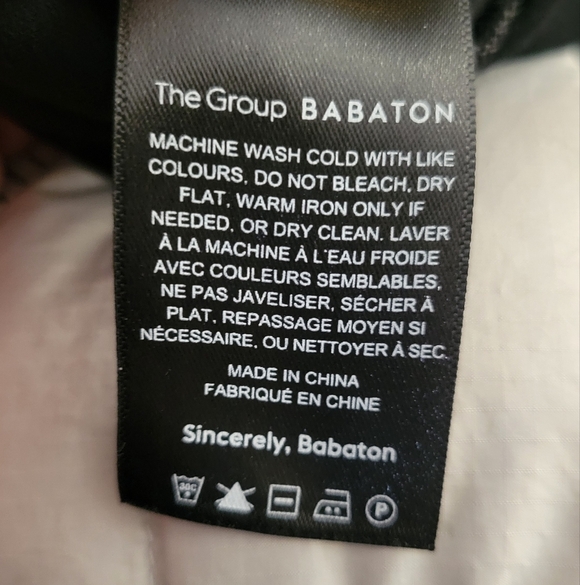 The Group BABATON
MACHINE WASH COLD WITH LIKE
COLOURS, DO NOT BLEACH, DRY
FLAT, WARM IRON ONLY IF
NEEDED. OR DRY CLEAN. LAVER
À LA MACHINE À L'EAU FROIDE
AVEC COULEURS SEMBLABLES,
NE PAS JAVELISER, SÉCHER À
PLAT, REPASSAGE MOYEN SI
NÉCESSAIRE, OU NETTOYER À SEC.
MADE IN CHINA
FABRIQUÉ EN CHINE
Sincerely, Babaton
30C P